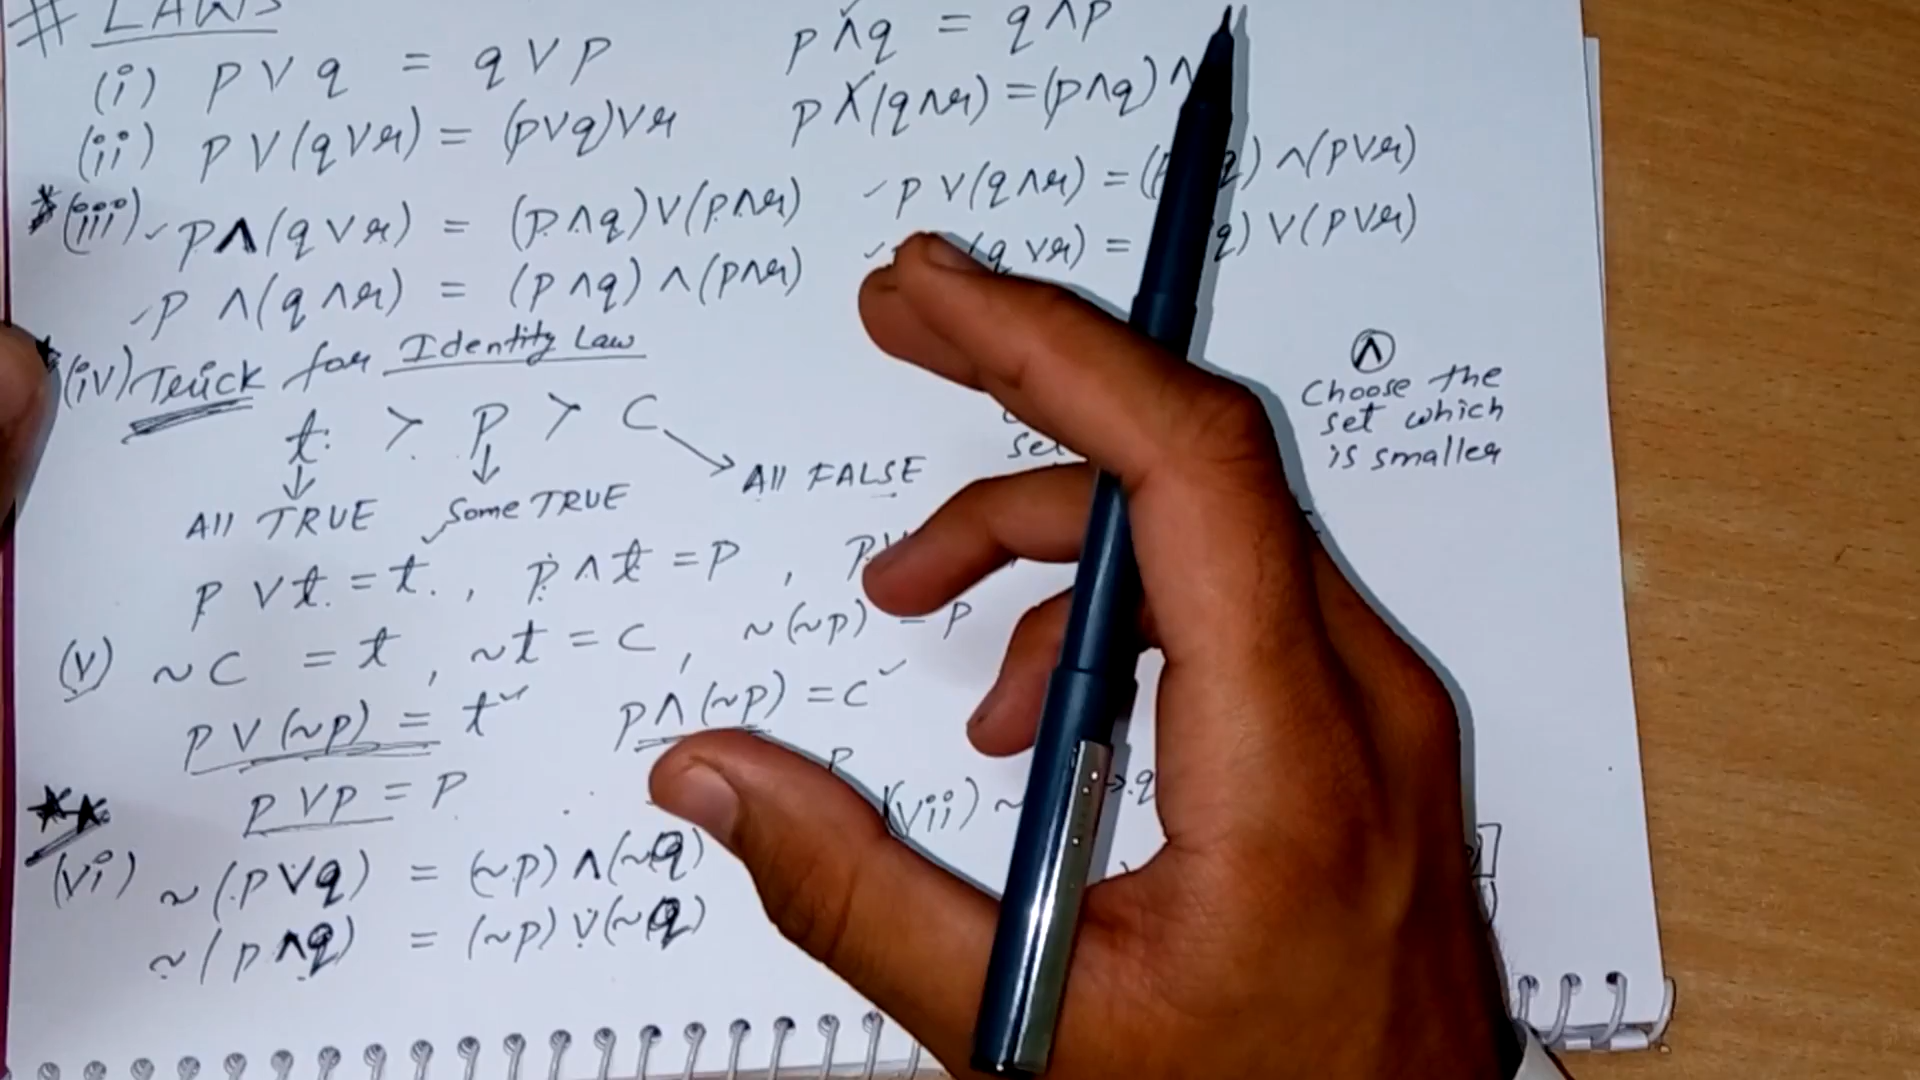 # LAWS
(i) p ∨ q = q ∨ p
p ∧ q = q ∧ p
(ii) p ∨ (q ∨ r) = (p ∨ q) ∨ r
p ∧ (q ∧ r) = (p ∧ q) ∧
(iii) p ∧ (q ∨ r) = (p ∧ q) ∨ (p ∧ r)
p ∨ (q ∧ r) = (p q) ∧ (p ∨ r)
p ∧ (q ∧ r) = (p ∧ q) ∧ (p ∧ r)
(q ∨ r) = q) ∨ (p ∨ r)
(iv) Trick for Identity Law
t > p > c
All TRUE
Some TRUE
All FALSE
∧
Choose the
set which
is smaller
p ∨ t = t, p ∧ t = p, p ∨
(v) ~c = t, ~t = c, ~(~p) = p
p ∨ (~p) = t
p ∧ (~p) = c
p ∨ p = p
p
(vi) ~(p ∨ q) = (~p) ∧ (~q)
~(p ∧ q) = (~p) ∨ (~q)
(vii) ~ → q